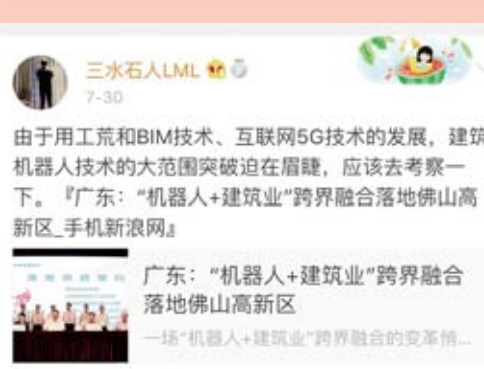 三水石人LML
7-30
由于用工荒和BIM技术、互联网5G技术的发展，建筑
机器人技术的大范围突破迫在眉睫，应该去考察一
下。『广东：“机器人+建筑业”跨界融合落地佛山高
新区_手机新浪网』
广东：“机器人+建筑业”跨界融合
落地佛山高新区
一场“机器人+建筑业”跨界融合的变革悄...